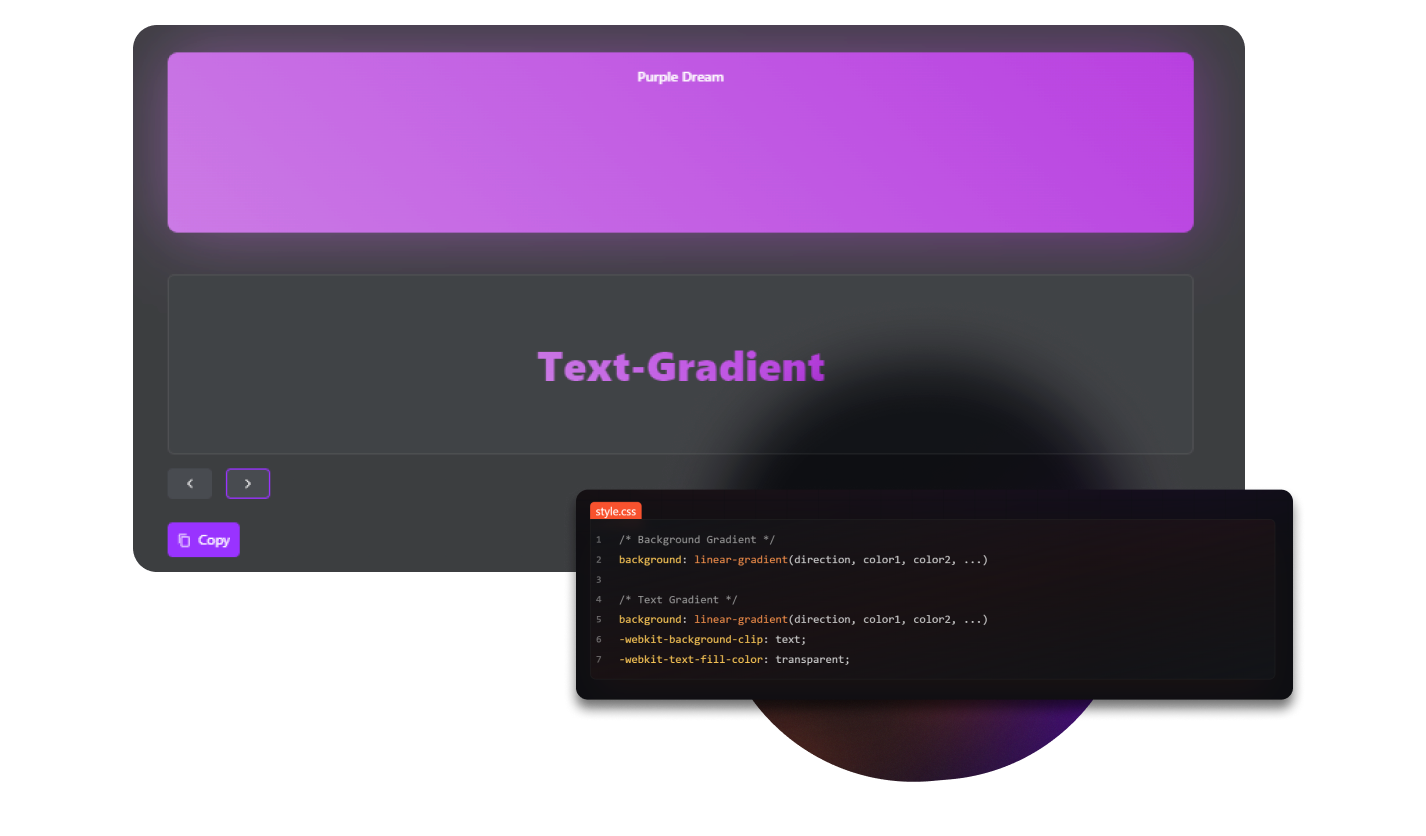 Purple Dream
Text-Gradient
Copy
style.css
1 /* Background Gradient */
2 background: linear-gradient(direction, color1, color2, ...)
3
4 /* Text Gradient */
5 background: linear-gradient(direction, color1, color2, ...)
6 -webkit-background-clip: text;
7 -webkit-text-fill-color: transparent;